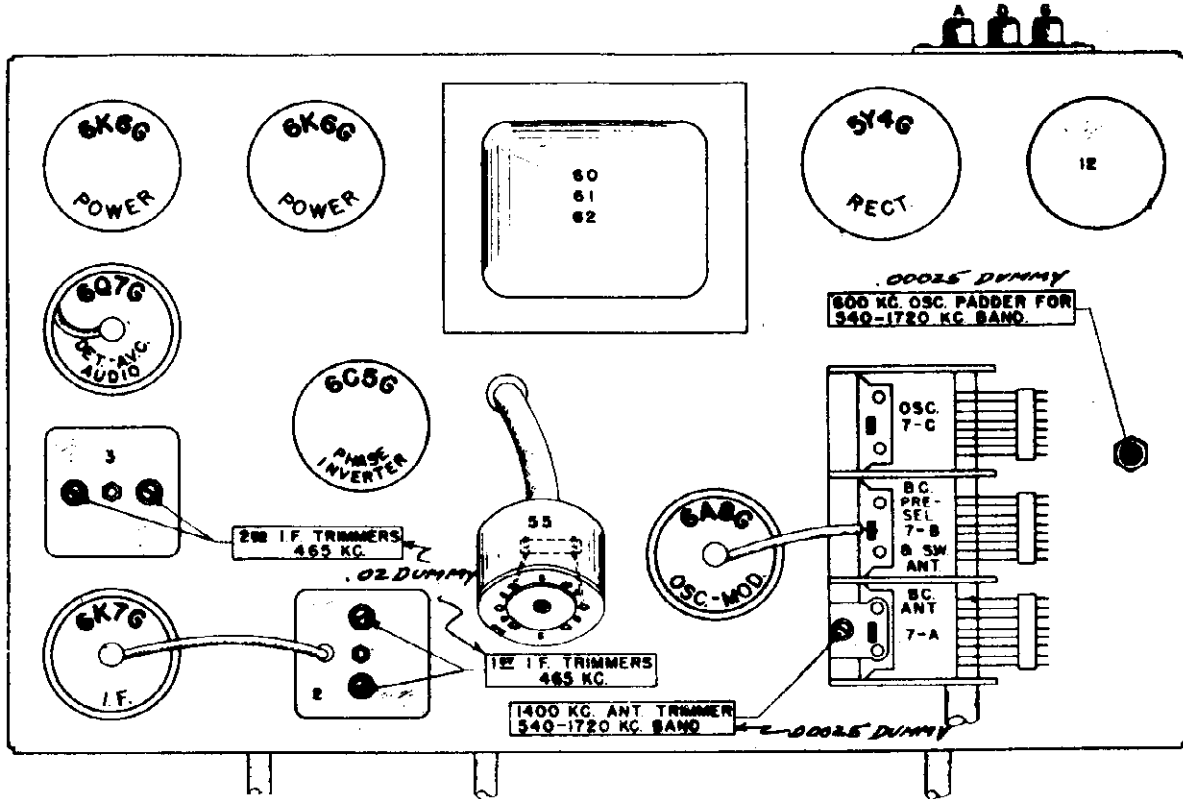 A D G
6K6G
POWER
6K6G
POWER
60
61
62
5Y4G
RECT.
12
6Q7G
DET.-A.V.C.
AUDIO
.00025 DUMMY
600 KC. OSC. PADDER FOR
540-1720 KC BAND.
6C5G
PHASE
INVERTER
OSC.
7-C
3
2ND I.F. TRIMMERS
465 KC.
.02 DUMMY
55
6A8G
OSC.-MOD.
B.C.
PRE-
SEL
7-B
& SW.
ANT.
B.C.
ANT
7-A
6K7G
I.F.
2
1ST I.F. TRIMMERS
465 KC.
1400 KC. ANT. TRIMMER
540-1720 KC. BAND
.00025 DUMMY